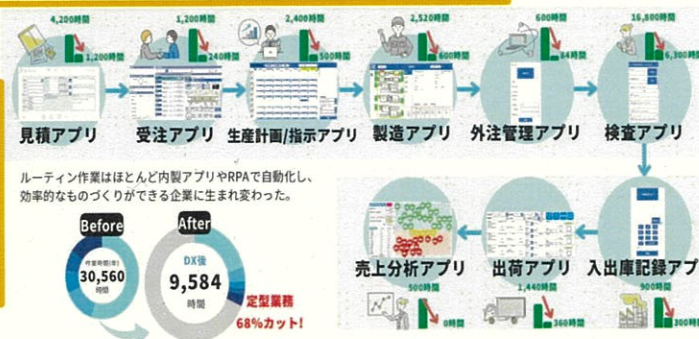 4,200時間
1,200時間
1,200時間
240時間
2,400時間
500時間
2,520時間
600時間
600時間
84時間
16,800時間
6,300時間
見積アプリ
受注アプリ
生産計画/指示アプリ
製造アプリ
外注管理アプリ
検査アプリ
ルーティン作業はほとんど内製アプリやRPAで自動化し、
効率的なものづくりができる企業に生まれ変わった。
Before
作業時間(年)
30,560
時間
After
DX後
9,584
時間
定型業務
68%カット!
売上分析アプリ
出荷アプリ
入出庫記録アプ
500時間
0時間
1,440時間
360時間
900時間
300時間